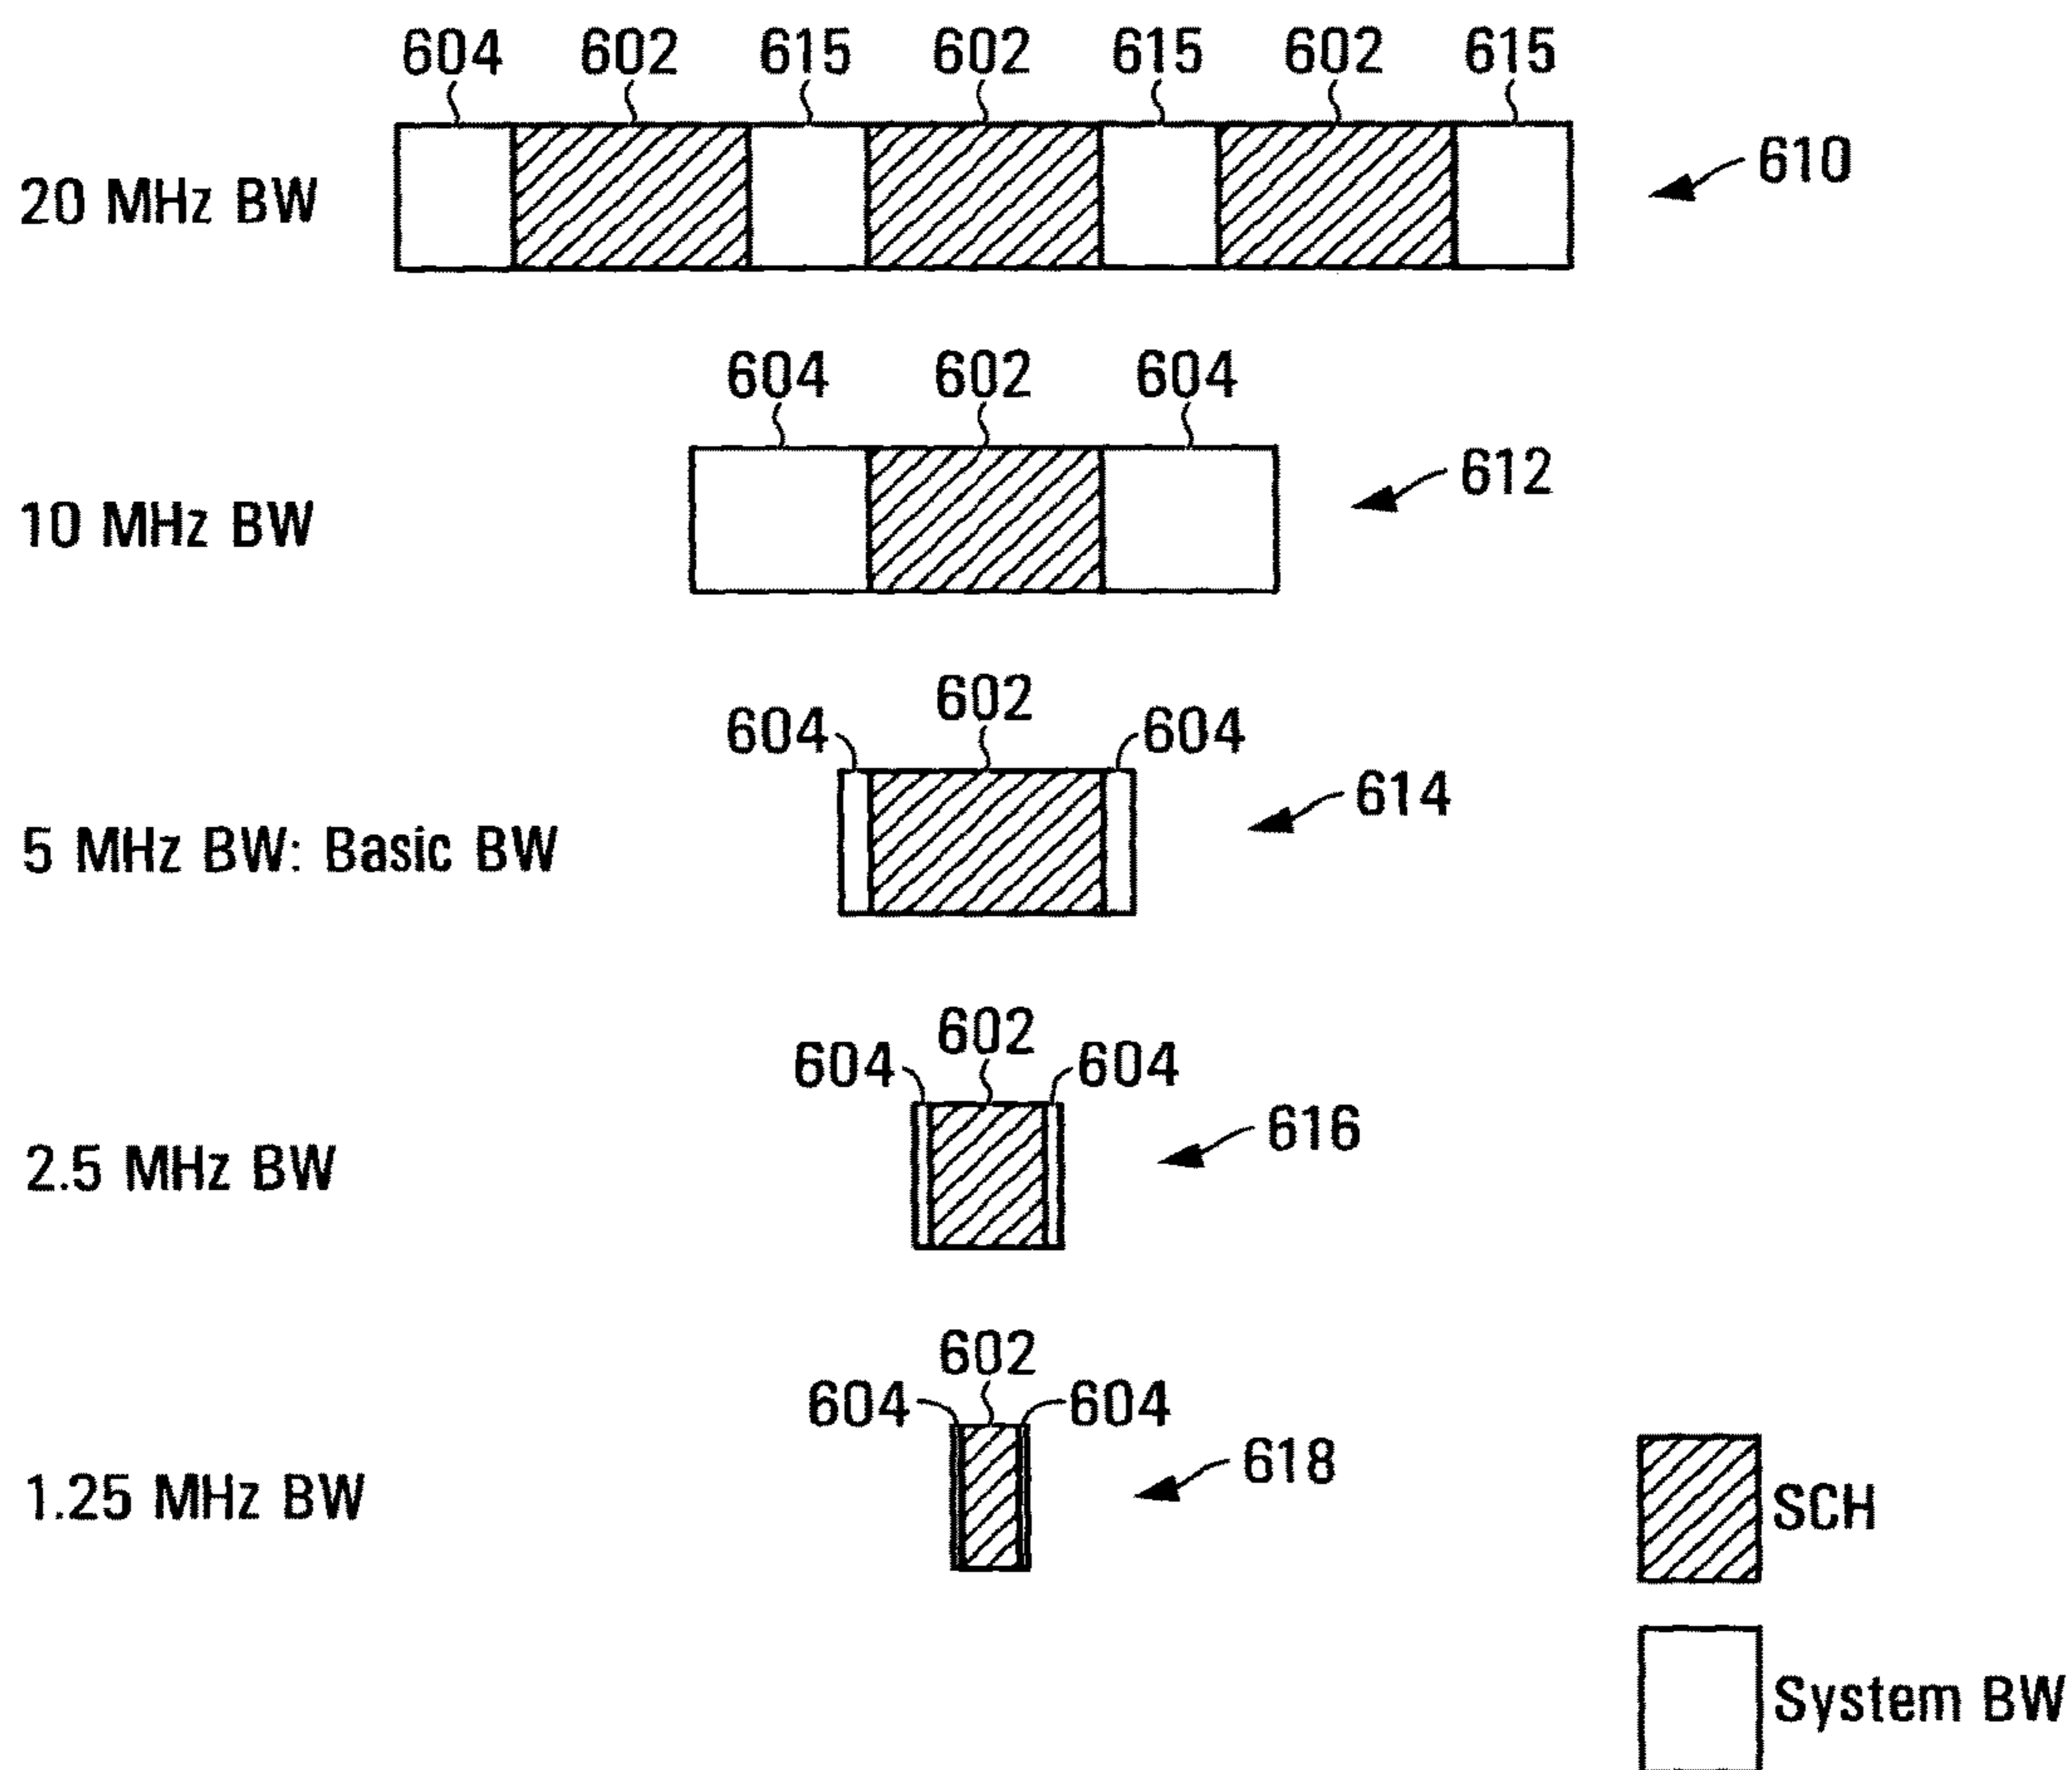 604 602 615 602 615 602 615
20 MHz BW
610
604 602 604
10 MHz BW
612
604 602 604
5 MHz BW: Basic BW
614
604 602 604
2.5 MHz BW
616
604 602 604
1.25 MHz BW
618
SCH
System BW